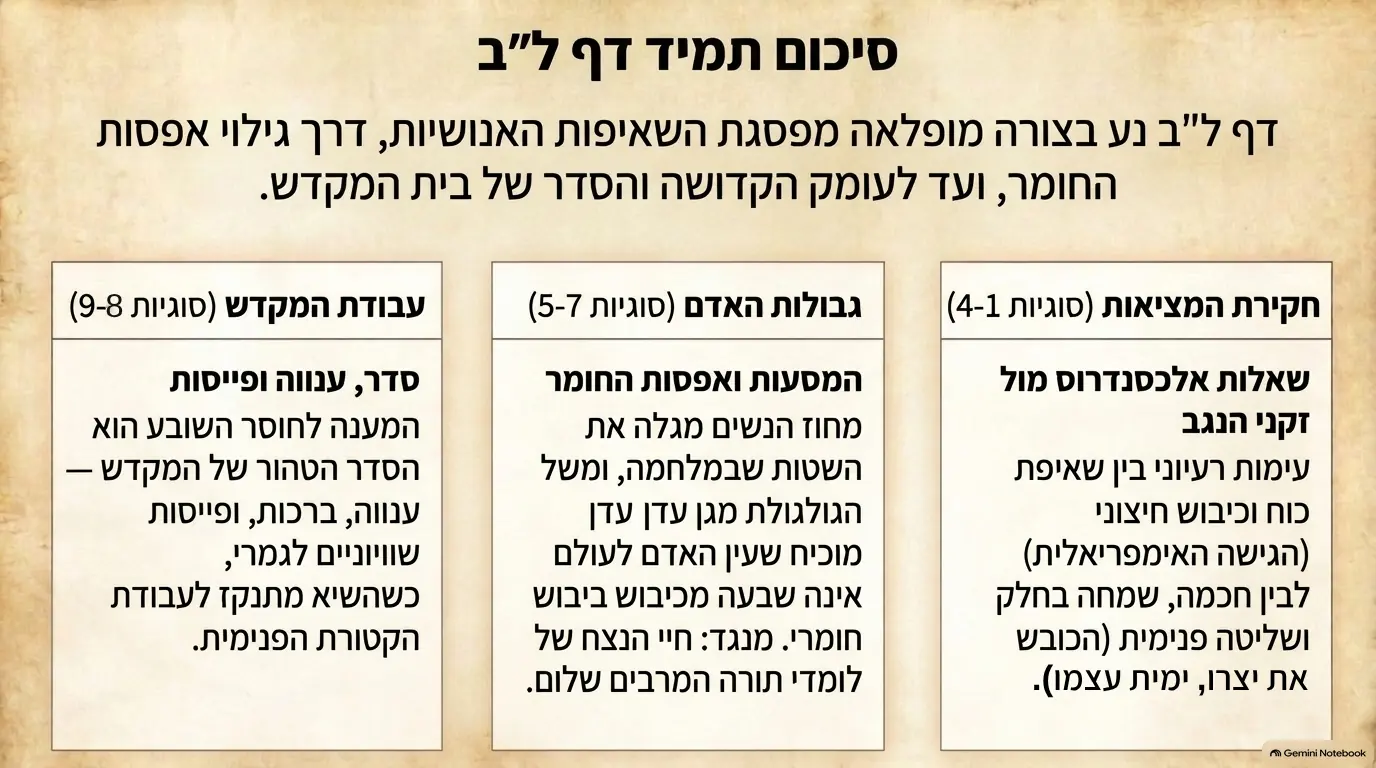 סיכום תמיד דף ל"ב
דף ל"ב נע בצורה מופלאה מפסגת השאיפות האנושיות, דרך גילוי אפסות
החומר, ועד לעומק הקדושה והסדר של בית המקדש.
חקירת המציאות (סוגיות 4-1)
שאלות אלכסנדרוס מול
זקני הנגב
עימות רעיוני בין שאיפת
כוח וכיבוש חיצוני
(הגישה האימפריאלית)
לבין חכמה, שמחה בחלק
ושליטה פנימית (הכובש
את יצרו, ימית עצמו).
גבולות האדם (סוגיות 5-7)
המסעות ואפסות החומר
מחוז הנשים מגלה את
השטות שבמלחמה, ומשל
הגולגולת מגן עדן עדן
מוכיח שעין האדם לעולם
אינה שבעה מכיבוש ביבוש
חומרי. מנגד: חיי הנצח של
לומדי תורה המרבים שלום.
עבודת המקדש (סוגיות 9-8)
סדר, ענווה ופייסות
המענה לחוסר השובע הוא
הסדר הטהור של המקדש –
ענווה, ברכות, ופייסות
שוויוניים לגמרי,
כשהשיא מתנקז לעבודת
הקטורת הפנימית.
Gemini Notebook